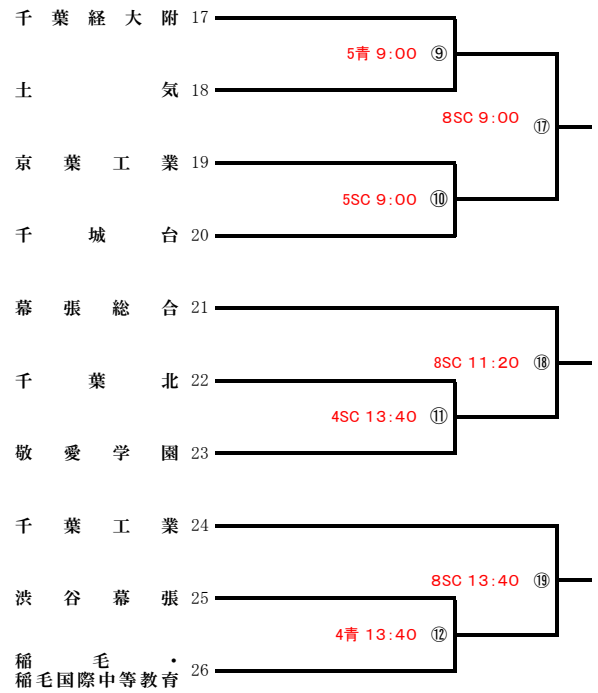 千葉経大附 17
5青 9:00 ⑨
土気 18
8SC 9:00 ⑰
京葉工業 19
5SC 9:00 ⑩
千城台 20
幕張総合 21
8SC 11:20 ⑱
千葉北 22
4SC 13:40 ⑪
敬愛学園 23
千葉工業 24
8SC 13:40 ⑲
渋谷幕張 25
4青 13:40 ⑫
稲毛・
稲毛国際中等教育 26